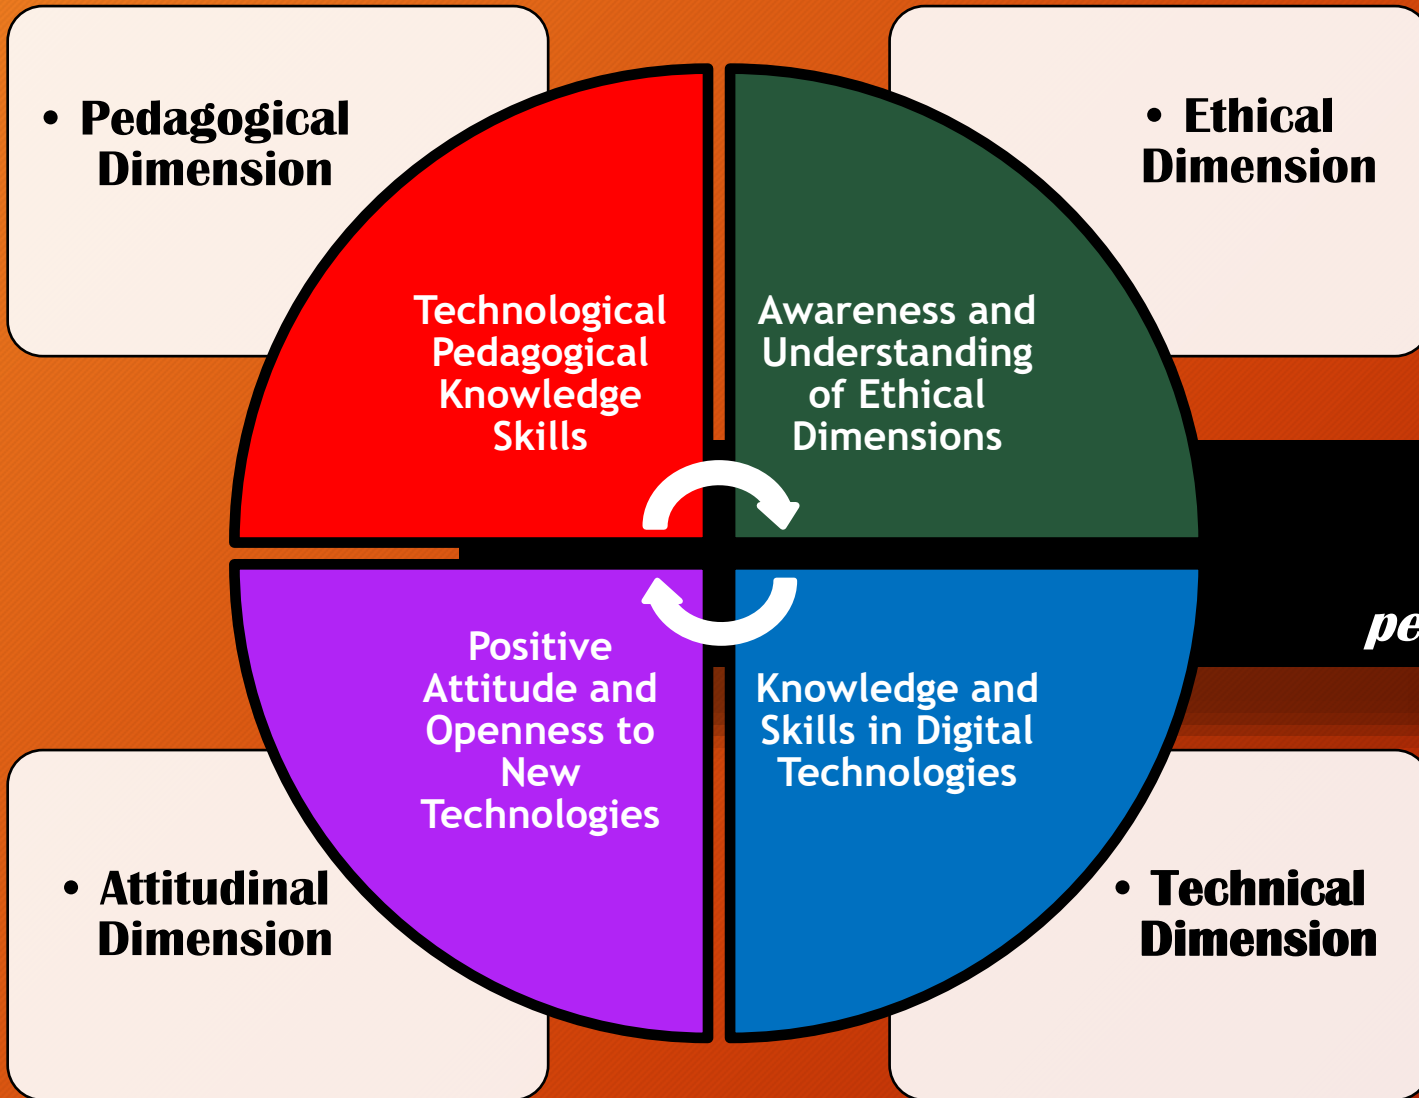 • Pedagogical
Dimension
• Ethical
Dimension
Technological
Pedagogical
Knowledge
Skills
Awareness and
Understanding
of Ethical
Dimensions
Positive
Attitude and
Openness to
New
Technologies
Knowledge and
Skills in Digital
Technologies
pe
• Attitudinal
Dimension
• Technical
Dimension